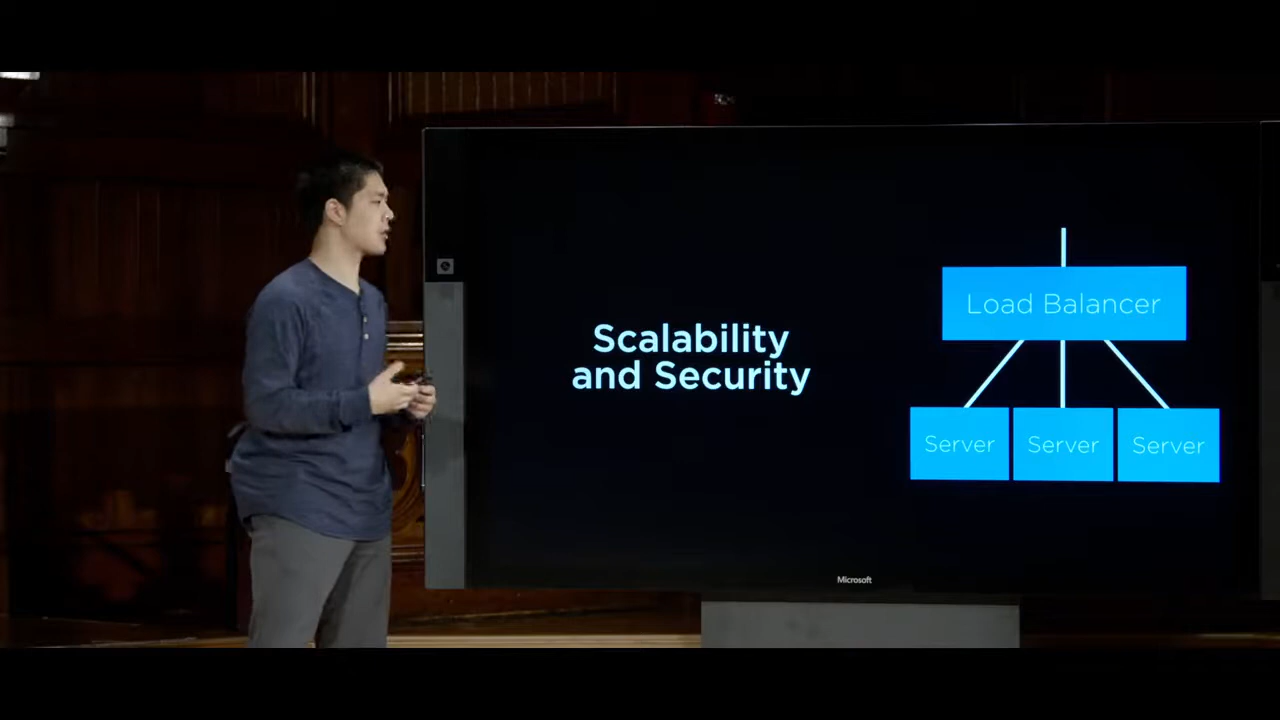 Scalability
and Security
Load Balancer
Server
Server
Server
Microsoft